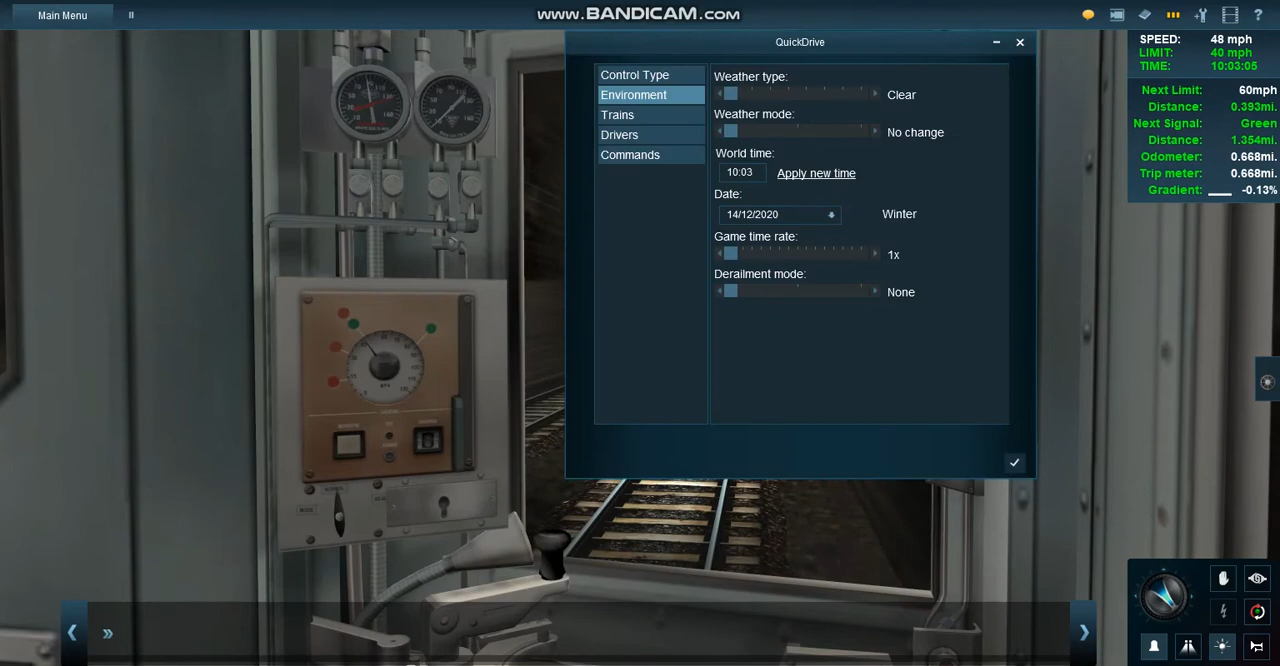 Main Menu
www.BANDICAM.com
?
QuickDrive
SPEED: 48 mph
LIMIT: 40 mph
TIME: 10:03:05
Next Limit: 60mph
Distance: 0.393mi.
Next Signal: Green
Distance: 1.354mi.
Odometer: 0.668mi.
Trip meter: 0.668mi.
Gradient: -0.13%
Control Type
Environment
Trains
Drivers
Commands
Weather type:
Clear
Weather mode:
No change
World time:
10:03 Apply new time
Date:
14/12/2020 Winter
Game time rate:
1x
Derailment mode:
None